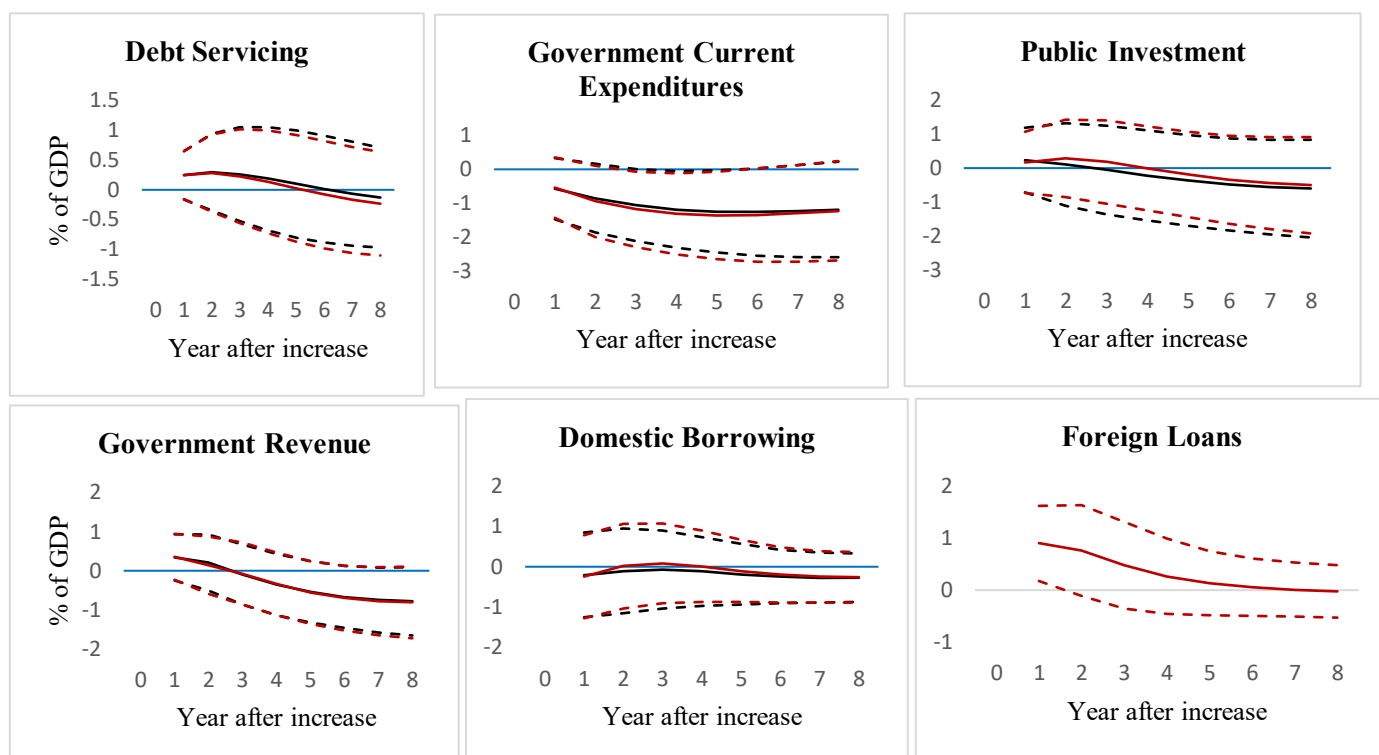 Debt Servicing
% of GDP
1.5
1
0.5
0
-0.5
-1
-1.5
0 1 2 3 4 5 6 7 8
Year after increase
Government Current
Expenditures
1
0
-1
-2
-3
0 1 2 3 4 5 6 7 8
Year after increase
Public Investment
2
1
0
-1
-2
-3
0 1 2 3 4 5 6 7 8
Year after increase
Government Revenue
% of GDP
2
1
0
-1
-2
0 1 2 3 4 5 6 7 8
Year after increase
Domestic Borrowing
2
1
0
-1
-2
0 1 2 3 4 5 6 7 8
Year after increase
Foreign Loans
2
1
0
-1
0 1 2 3 4 5 6 7 8
Year after increase